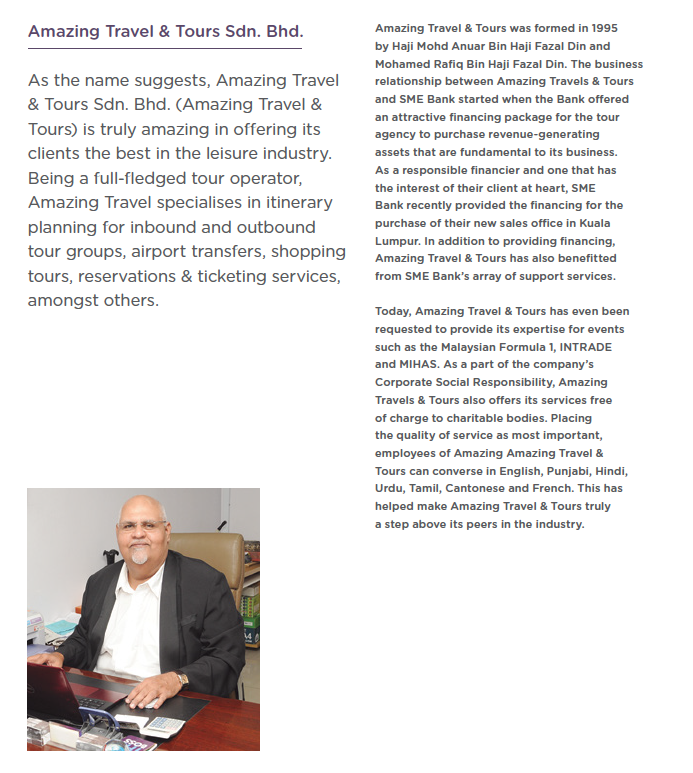 Amazing Travel & Tours Sdn. Bhd.
As the name suggests, Amazing Travel
& Tours Sdn. Bhd. (Amazing Travel &
Tours) is truly amazing in offering its
clients the best in the leisure industry.
Being a full-fledged tour operator,
Amazing Travel specialises in itinerary
planning for inbound and outbound
tour groups, airport transfers, shopping
tours, reservations & ticketing services,
amongst others.
Amazing Travel & Tours was formed in 1995
by Haji Mohd Anuar Bin Haji Fazal Din and
Mohamed Rafiq Bin Haji Fazal Din. The business
relationship between Amazing Travels & Tours
and SME Bank started when the Bank offered
an attractive financing package for the tour
agency to purchase revenue-generating
assets that are fundamental to its business.
As a responsible financier and one that has
the interest of their client at heart, SME
Bank recently provided the financing for the
purchase of their new sales office in Kuala
Lumpur. In addition to providing financing,
Amazing Travel & Tours has also benefitted
from SME Bank's array of support services.
Today, Amazing Travel & Tours has even been
requested to provide its expertise for events
such as the Malaysian Formula 1, INTRADE
and MIHAS. As a part of the company's
Corporate Social Responsibility, Amazing
Travels & Tours also offers its services free
of charge to charitable bodies. Placing
the quality of service as most important,
employees of Amazing Amazing Travel &
Tours can converse in English, Punjabi, Hindi,
Urdu, Tamil, Cantonese and French. This has
helped make Amazing Travel & Tours truly
a step above its peers in the industry.
A4
BOSS